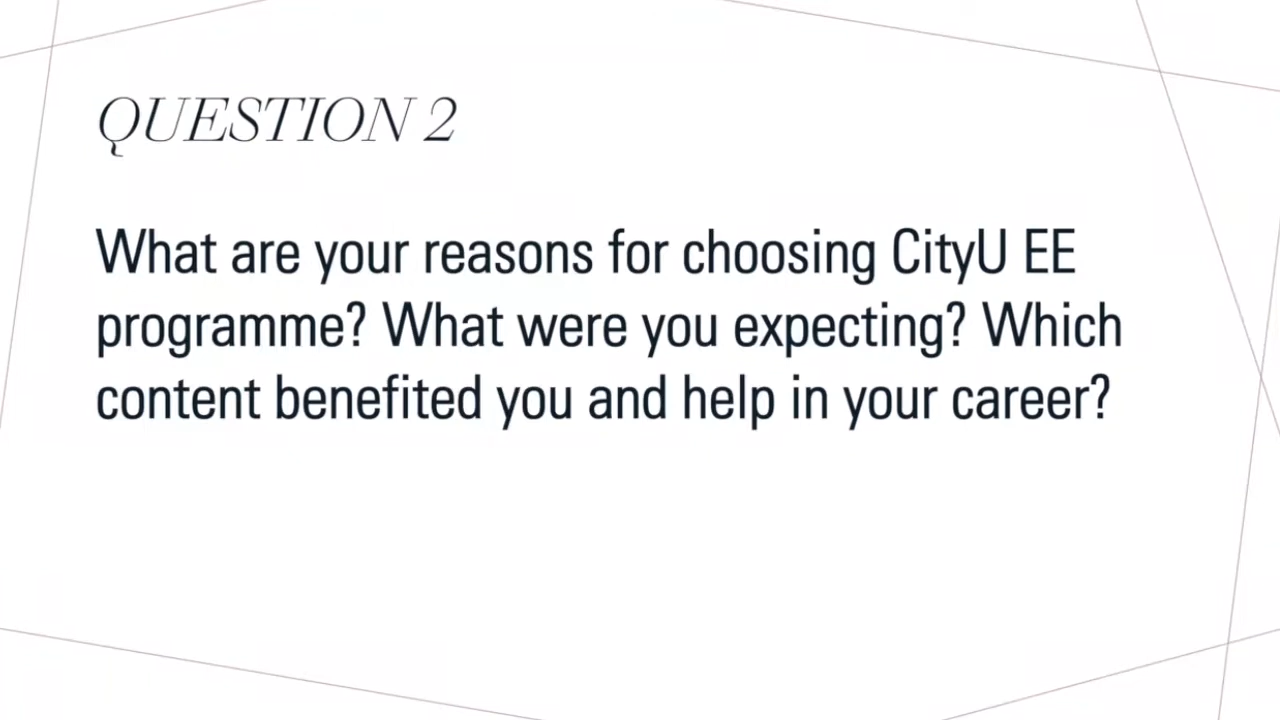 QUESTION 2
What are your reasons for choosing CityU EE
programme? What were you expecting? Which
content benefited you and help in your career?